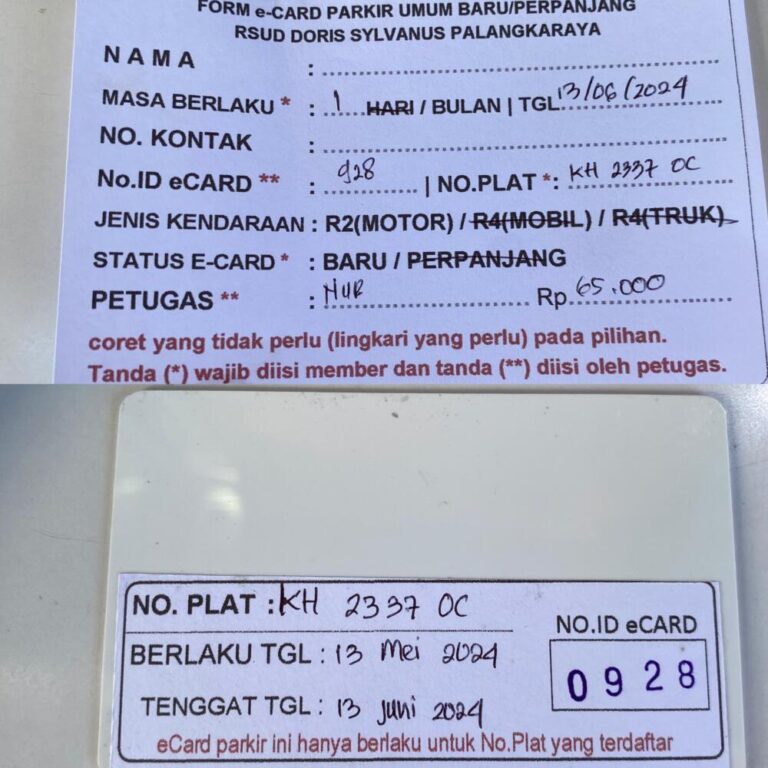 FORM e-CARD PARKIR UMUM BARU/PERPANJANG
RSUD DORIS SYLVANUS PALANGKARAYA
NAMA :
MASA BERLAKU * : 1 HARI / BULAN | TGL 13/06/2024
NO. KONTAK :
No.ID eCARD ** : 928 | NO.PLAT *: KH 2337 OC
JENIS KENDARAAN : R2(MOTOR) / R4(MOBIL) / R4(TRUK)
STATUS E-CARD * : BARU / PERPANJANG
PETUGAS ** : NUR Rp. 65.000
coret yang tidak perlu (lingkari yang perlu) pada pilihan.
Tanda (*) wajib diisi member dan tanda (**) diisi oleh petugas.
NO. PLAT : KH 2337 OC
BERLAKU TGL : 13 Mei 2024
TENGGAT TGL : 13 Juni 2024
NO.ID eCARD
0928
eCard parkir ini hanya berlaku untuk No.Plat yang terdaftar